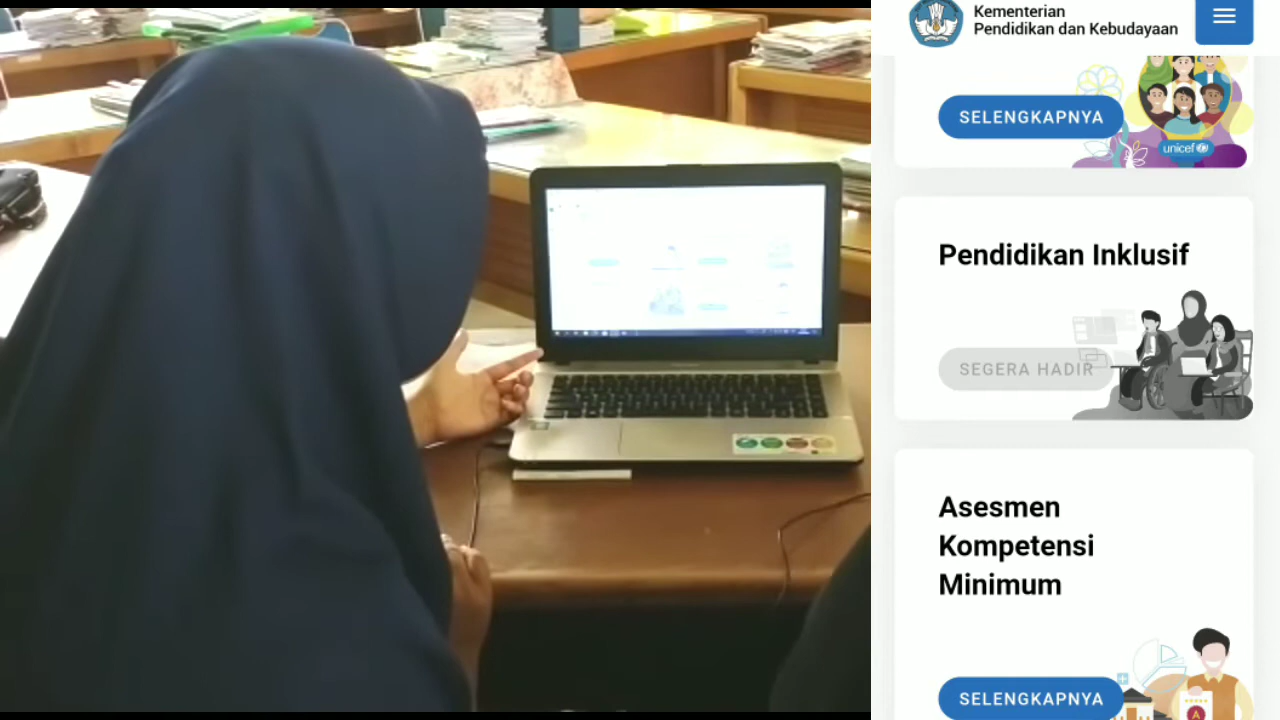 Kementerian
Pendidikan dan Kebudayaan
SELENGKAPNYA
unicef
Pendidikan Inklusif
SEGERA HADIR
Asesmen
Kompetensi
Minimum
SELENGKAPNYA
A